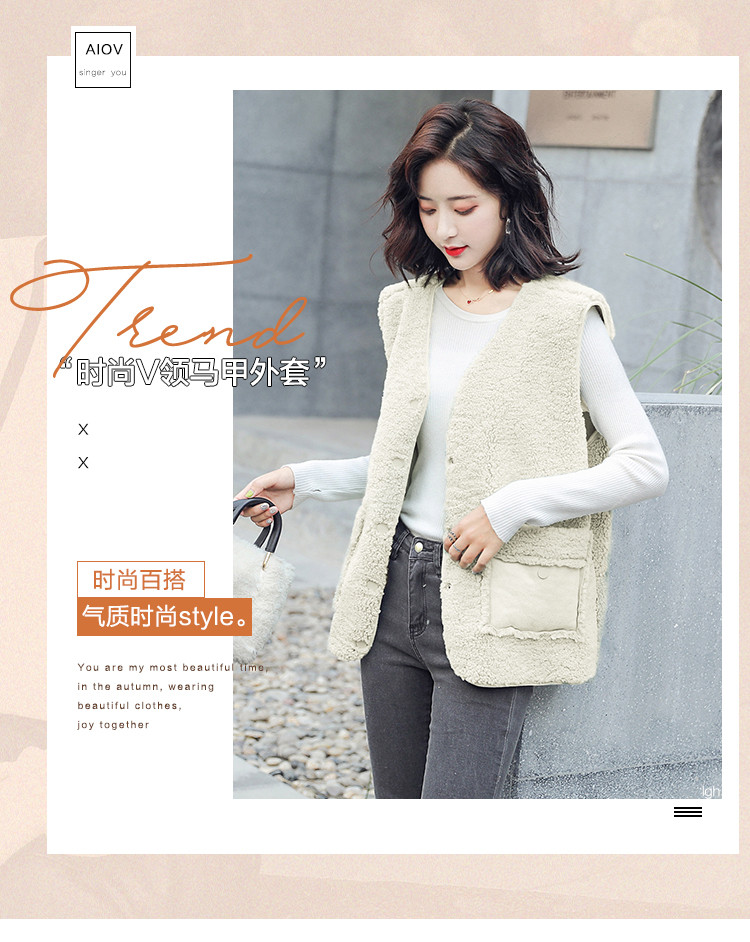 AIOV
singer you
Trend
“时尚V领马甲外套”
X
X
时尚百搭
气质时尚style。
You are my most beautiful time,
in the autumn, wearing
beautiful clothes,
joy together
lgh